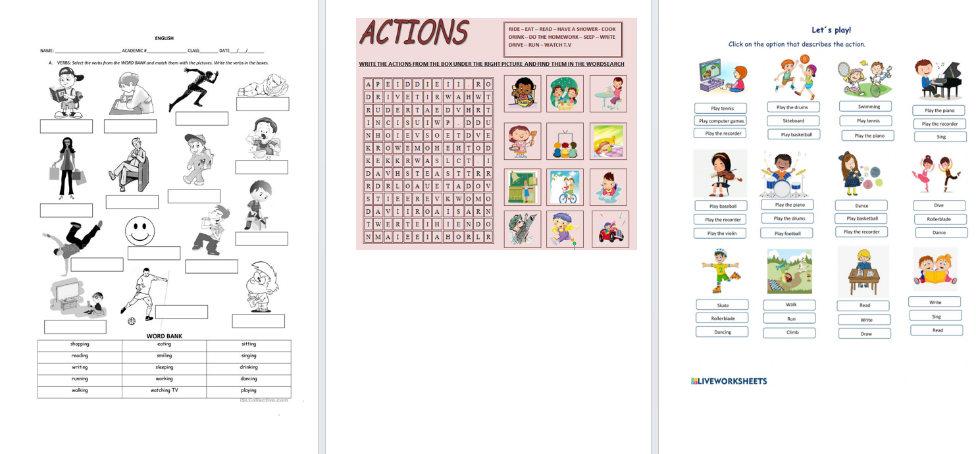 ENGLISH
NAME: ACADEMIC # CLASS DATE / /
A. VERBS: Select the verbs from the WORD BANK and match them with the pictures. Write the verbs in the boxes.
WORD BANK
shopping eating sitting
reading smiling singing
writing sleeping drinking
running working dancing
walking watching TV playing
iSLCollective.com
ACTIONS
RIDE – EAT – READ – HAVE A SHOWER- COOK
DRINK – DO THE HOMEWORK – SEEP – WRITE
DRIVE - RUN – WATCH T.V
WRITE THE ACTIONS FROM THE BOX UNDER THE RIGHT PICTURE AND FIND THEM IN THE WORDSEARCH
D R I V E T I R W A H W T
R U D E R T A E D V H R T
N H O I E V S O E T D V E
K R O W E M O H E H T O D
D A V H S T E A S T T R R
R D R L O A U E T A D O V
S T I E E R E V K W O M O
D A V I I R O A I S A R N
T W E R T E I H I E N D O
N M A I E E I A H O R L R
Let´s play!
Click on the option that describes the action.
Play tennis
Play computer games
Play the recorder
Play the drums
Skateboard
Play basketball
Swimming
Play tennis
Play the piano
Play the piano
Play the recorder
Sing
Play baseball
Play the recorder
Play the violin
Play the piano
Play the drums
Play football
Dance
Play basketball
Play the recorder
Dive
Rollerblade
Dance
Skate
Rollerblade
Dancing
Walk
Run
Climb
Read
Write
Draw
Write
Sing
Read
LIVEWORKSHEETS